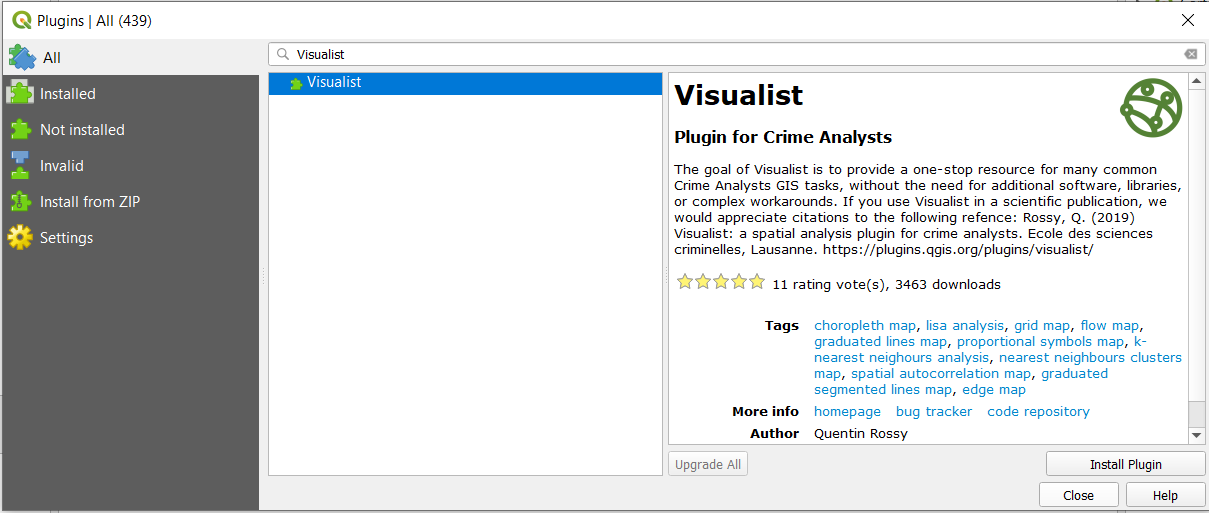 Plugins | All (439)
All
Installed
Not installed
Invalid
Install from ZIP
Settings
Visualist
Visualist
Visualist
Plugin for Crime Analysts
The goal of Visualist is to provide a one-stop resource for many common
Crime Analysts GIS tasks, without the need for additional software, libraries,
or complex workarounds. If you use Visualist in a scientific publication, we
would appreciate citations to the following refence: Rossy, Q. (2019)
Visualist: a spatial analysis plugin for crime analysts. Ecole des sciences
criminelles, Lausanne. https://plugins.qgis.org/plugins/visualist/
11 rating vote(s), 3463 downloads
Tags choropleth map, lisa analysis, grid map, flow map,
graduated lines map, proportional symbols map, k-
nearest neighours analysis, nearest neighbours clusters
map, spatial autocorrelation map, graduated
segmented lines map, edge map
More info homepage bug tracker code repository
Author Quentin Rossy
Upgrade All Install Plugin
Close Help